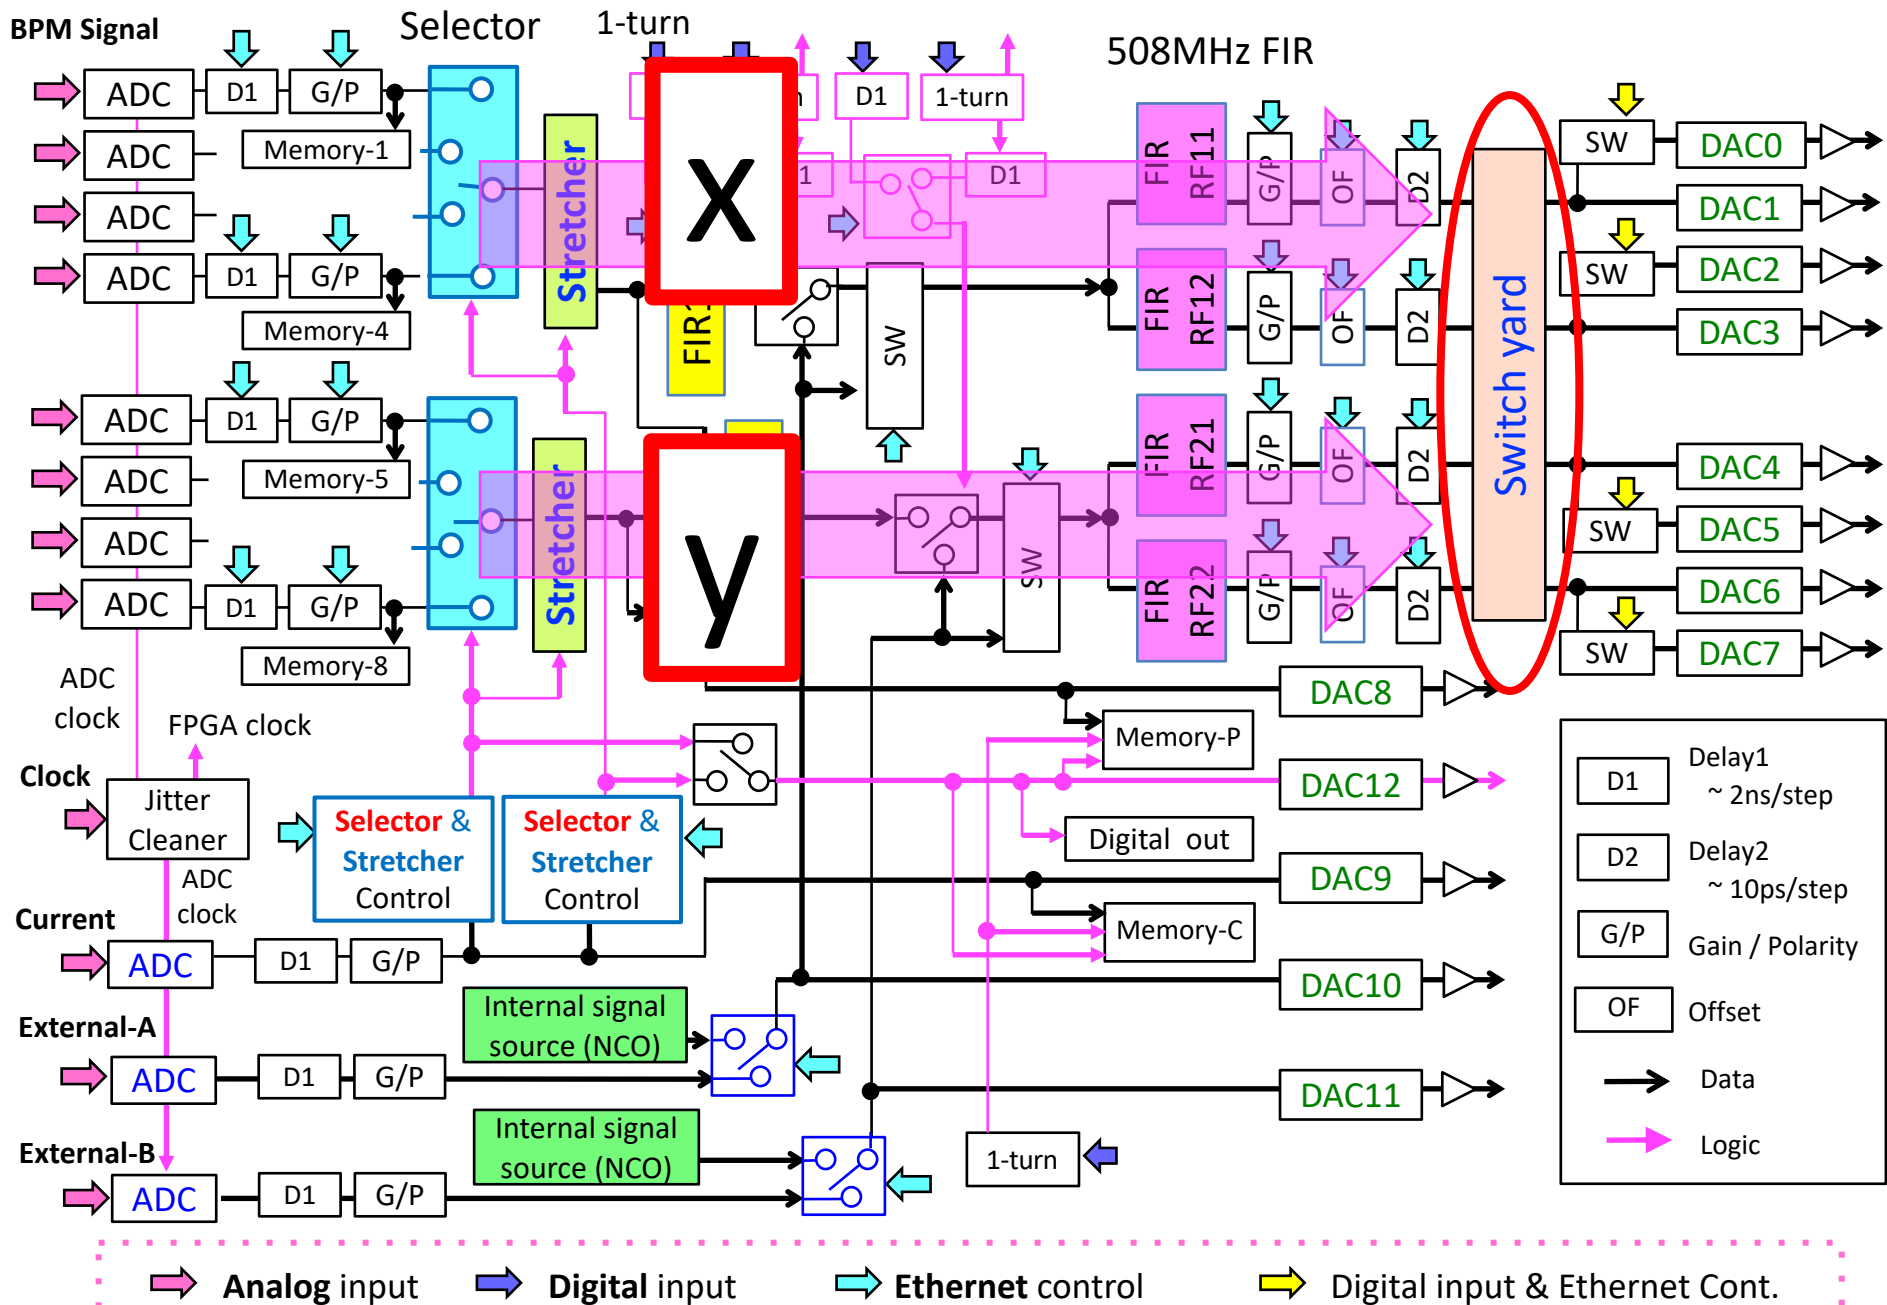 BPM Signal
Selector
1-turn
508MHz FIR
ADC
D1
G/P
Memory-1
ADC
ADC
ADC
D1
G/P
Memory-4
Stretcher
x
FIR
D1
1-turn
D1
SW
FIR
RF11
G/P
OF
D2
FIR
RF12
G/P
OF
D2
Switch yard
SW
DAC0
DAC1
SW
DAC2
DAC3
ADC
D1
G/P
Memory-5
ADC
ADC
ADC
D1
G/P
Memory-8
Stretcher
y
SW
FIR
RF21
G/P
OF
D2
FIR
RF22
G/P
OF
D2
DAC4
SW
DAC5
DAC6
SW
DAC7
DAC8
ADC
clock
FPGA clock
Clock
Jitter
Cleaner
ADC
clock
Selector &
Stretcher
Control
Selector &
Stretcher
Control
Memory-P
DAC12
Digital out
DAC9
Memory-C
Current
ADC
D1
G/P
Internal signal
source (NCO)
DAC10
External-A
ADC
D1
G/P
Internal signal
source (NCO)
DAC11
External-B
ADC
D1
G/P
1-turn
D1
Delay1
~ 2ns/step
D2
Delay2
~ 10ps/step
G/P
Gain / Polarity
OF
Offset
Data
Logic
Analog input
Digital input
Ethernet control
Digital input & Ethernet Cont.